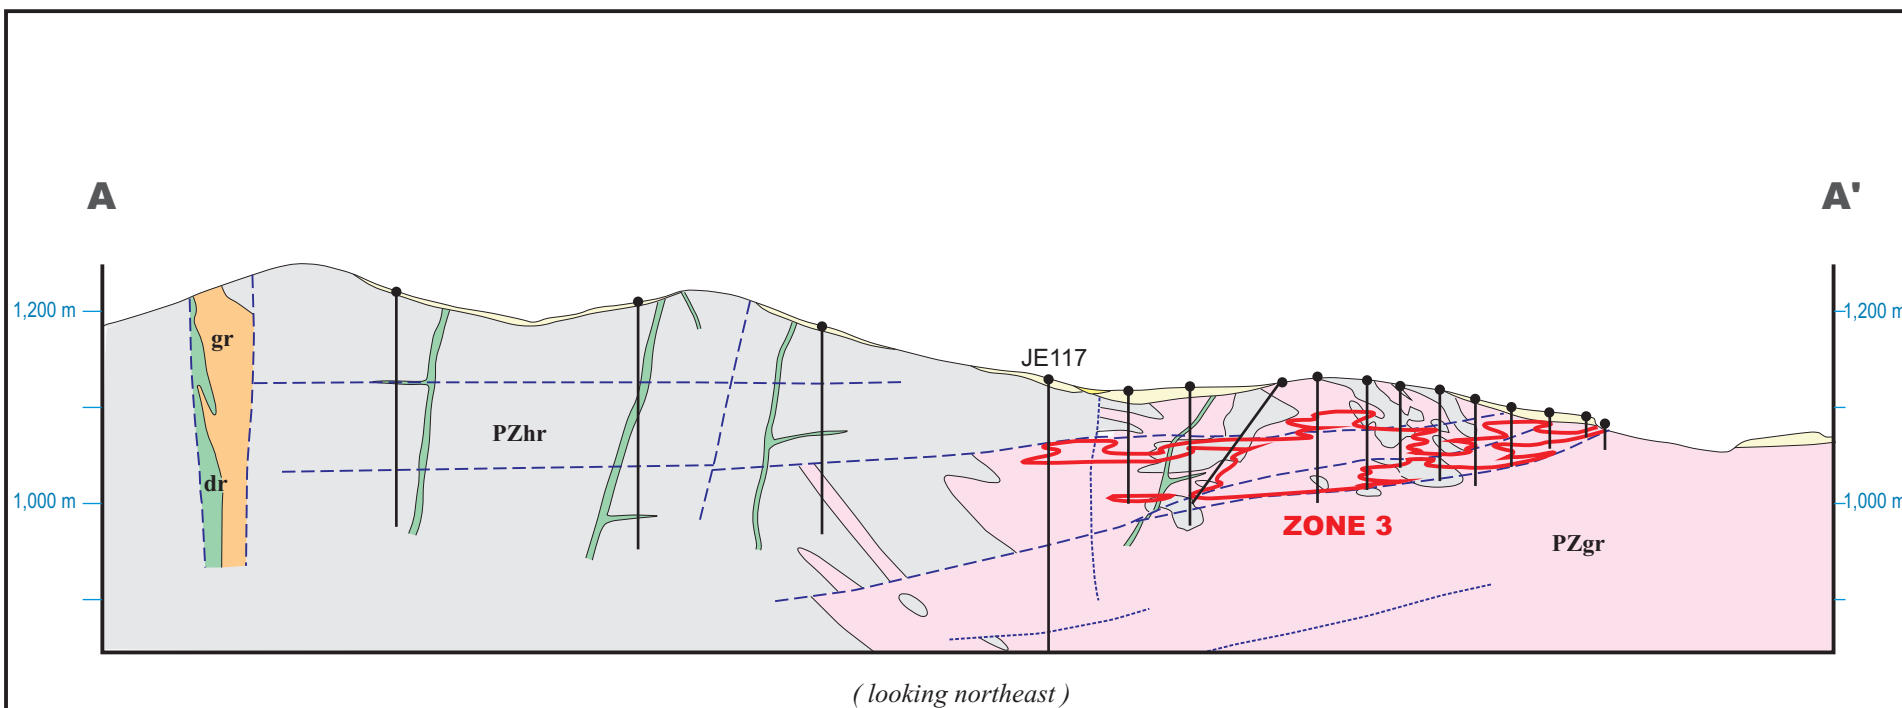 A
A'
1,200 m
1,200 m
gr
JE117
PZhr
dr
1,000 m
1,000 m
ZONE 3
PZgr
( looking northeast )